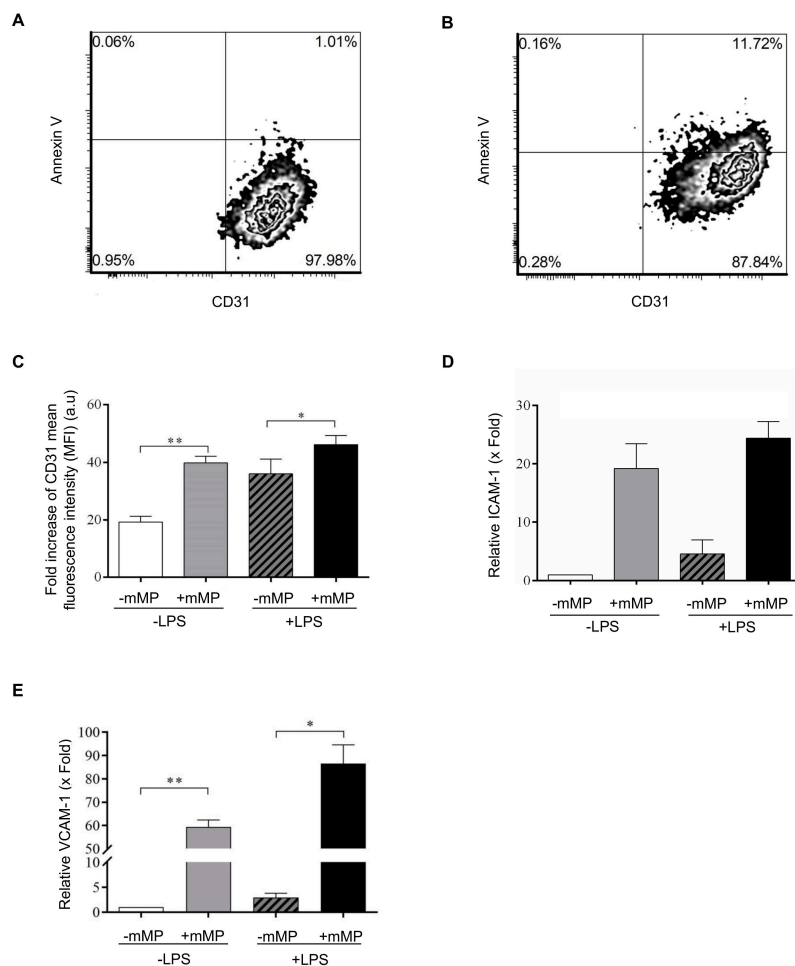 A
0.06% 1.01%
Annexin V
0.95% 97.98%
CD31
B
0.16% 11.72%
Annexin V
0.28% 87.84%
CD31
C
Fold increase of CD31 mean
fluorescence intensity (MFI) (a.u)
60
40
20
0
** *
-mMP +mMP -mMP +mMP
-LPS +LPS
D
Relative ICAM-1 (x Fold)
30
20
10
0
-mMP +mMP -mMP +mMP
-LPS +LPS
E
Relative VCAM-1 (x Fold)
100
90
80
70
60
50
10
5
0
** *
-mMP +mMP -mMP +mMP
-LPS +LPS